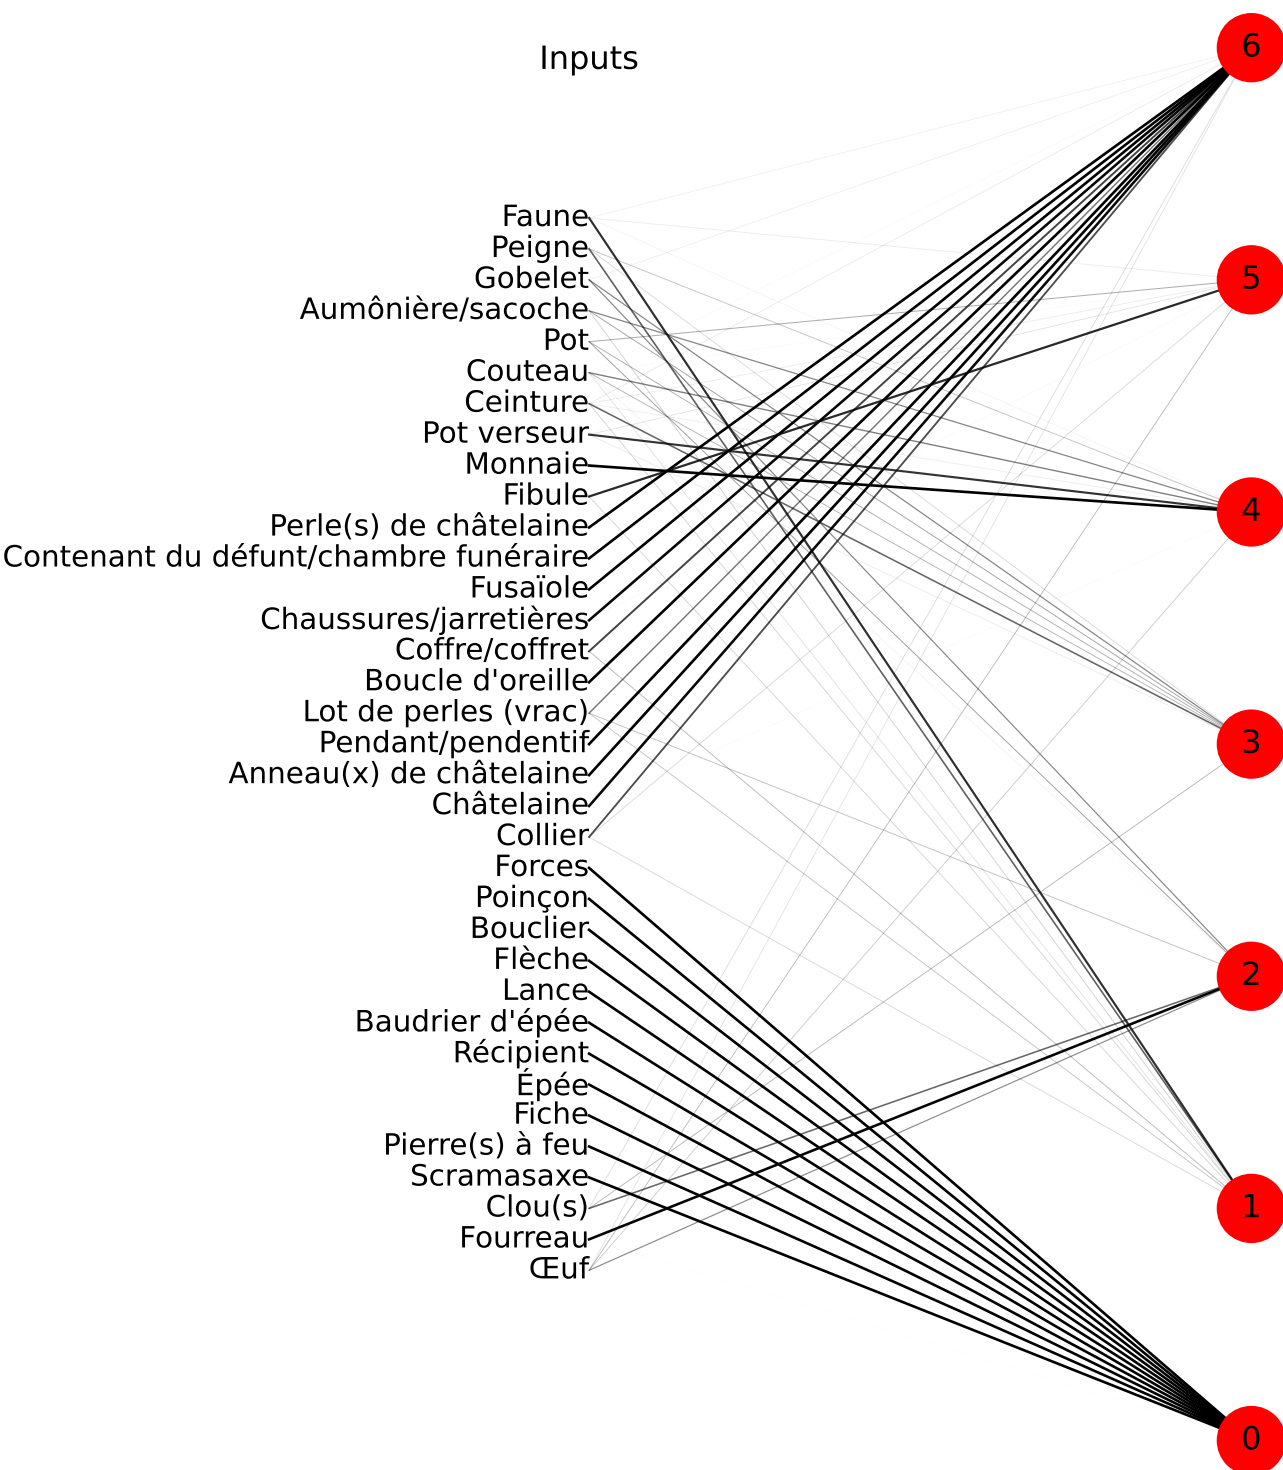 Inputs
Faune
Peigne
Gobelet
Aumônière/sacoche
Pot
Couteau
Ceinture
Pot verseur
Monnaie
Fibule
Perle(s) de châtelaine
Contenant du défunt/chambre funéraire
Fusaïole
Chaussures/jarretières
Coffre/coffret
Boucle d'oreille
Lot de perles (vrac)
Pendant/pendentif
Anneau(x) de châtelaine
Châtelaine
Collier
Forces
Poinçon
Bouclier
Flèche
Lance
Baudrier d'épée
Récipient
Épée
Fiche
Pierre(s) à feu
Scramasaxe
Clou(s)
Fourreau
Œuf
6
5
4
3
2
1
0